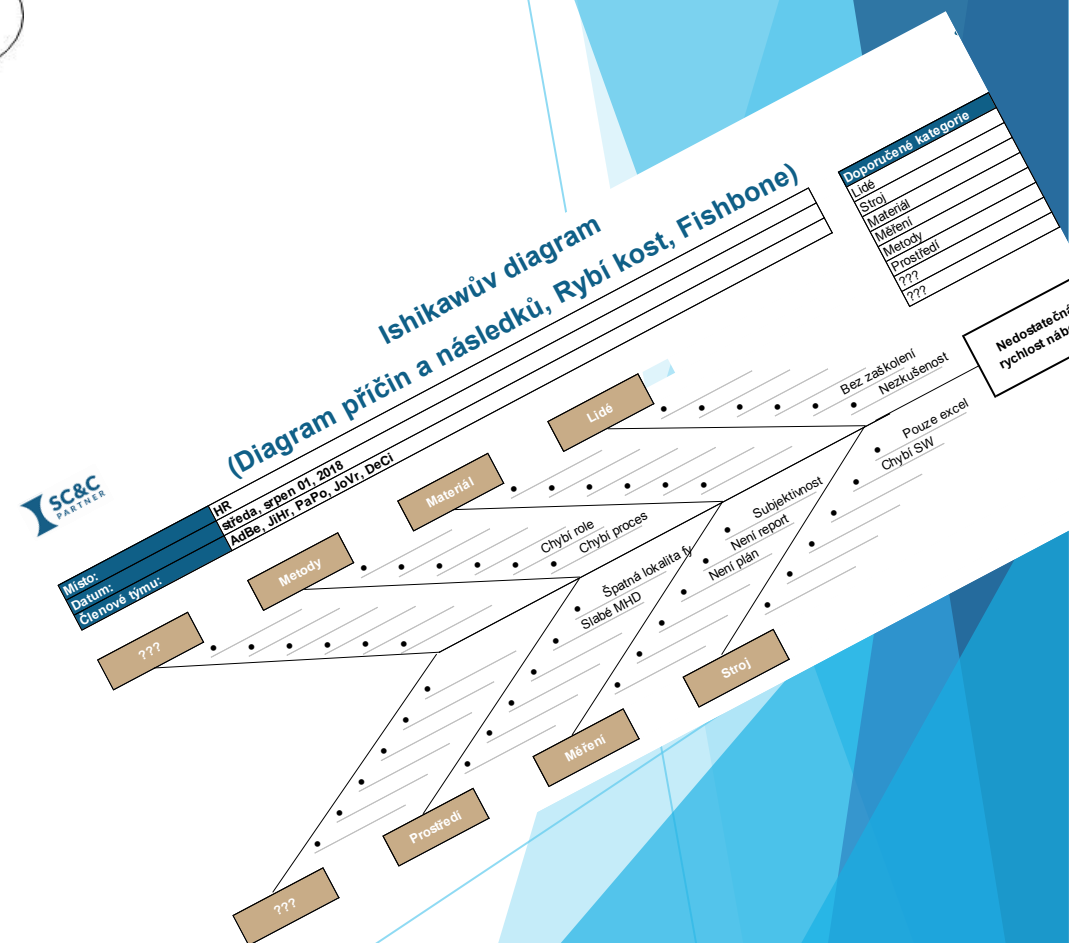 Ishikawův diagram
(Diagram příčin a následků, Rybí kost, Fishbone)
Doporučené kategorie
Lidé
Stroj
Materiál
Měření
Metody
Prostředí
???
???
SC&C
PARTNER
Místo: HR
Datum: středa, srpen 01, 2018
Členové týmu: AdBe, JiHr, PaPo, JoVr, DeCi
Nedostatečná
rychlost
Lidé
Bez zaškolení
Nezkušenost
Materiál
Metody
Chybí role
Chybí proces
???
Stroj
Pouze excel
Chybí SW
Měření
Subjektivnost
Není report
Není plán
Prostředí
Špatná lokalita fy
Slabé MHD
???